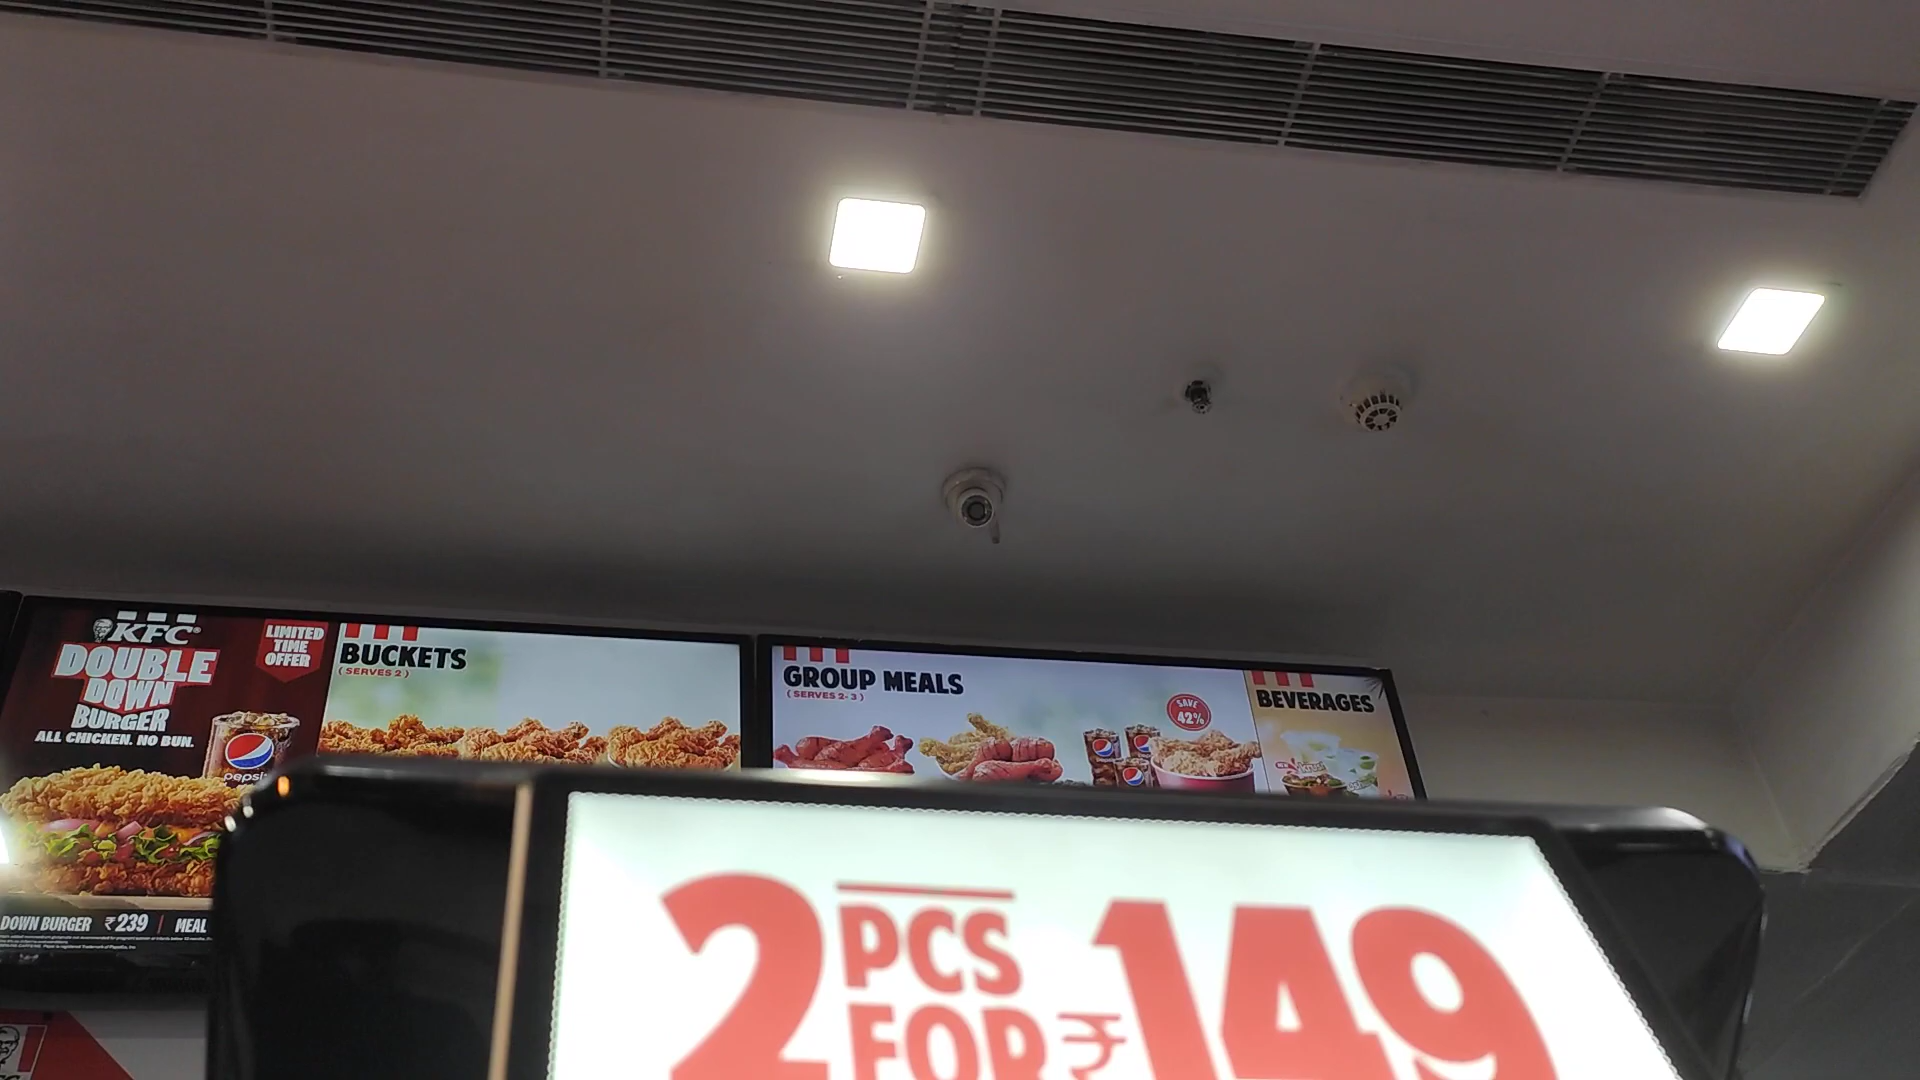 KFC
DOUBLE
DOWN
BURGER
ALL CHICKEN. NO BUN.
LIMITED
TIME
OFFER
pepsi
DOWN BURGER ₹239 | MEAL
BUCKETS
(SERVES 2)
GROUP MEALS
(SERVES 2-3)
SAVE
42%
BEVERAGES
2 PCS
FOR ₹149